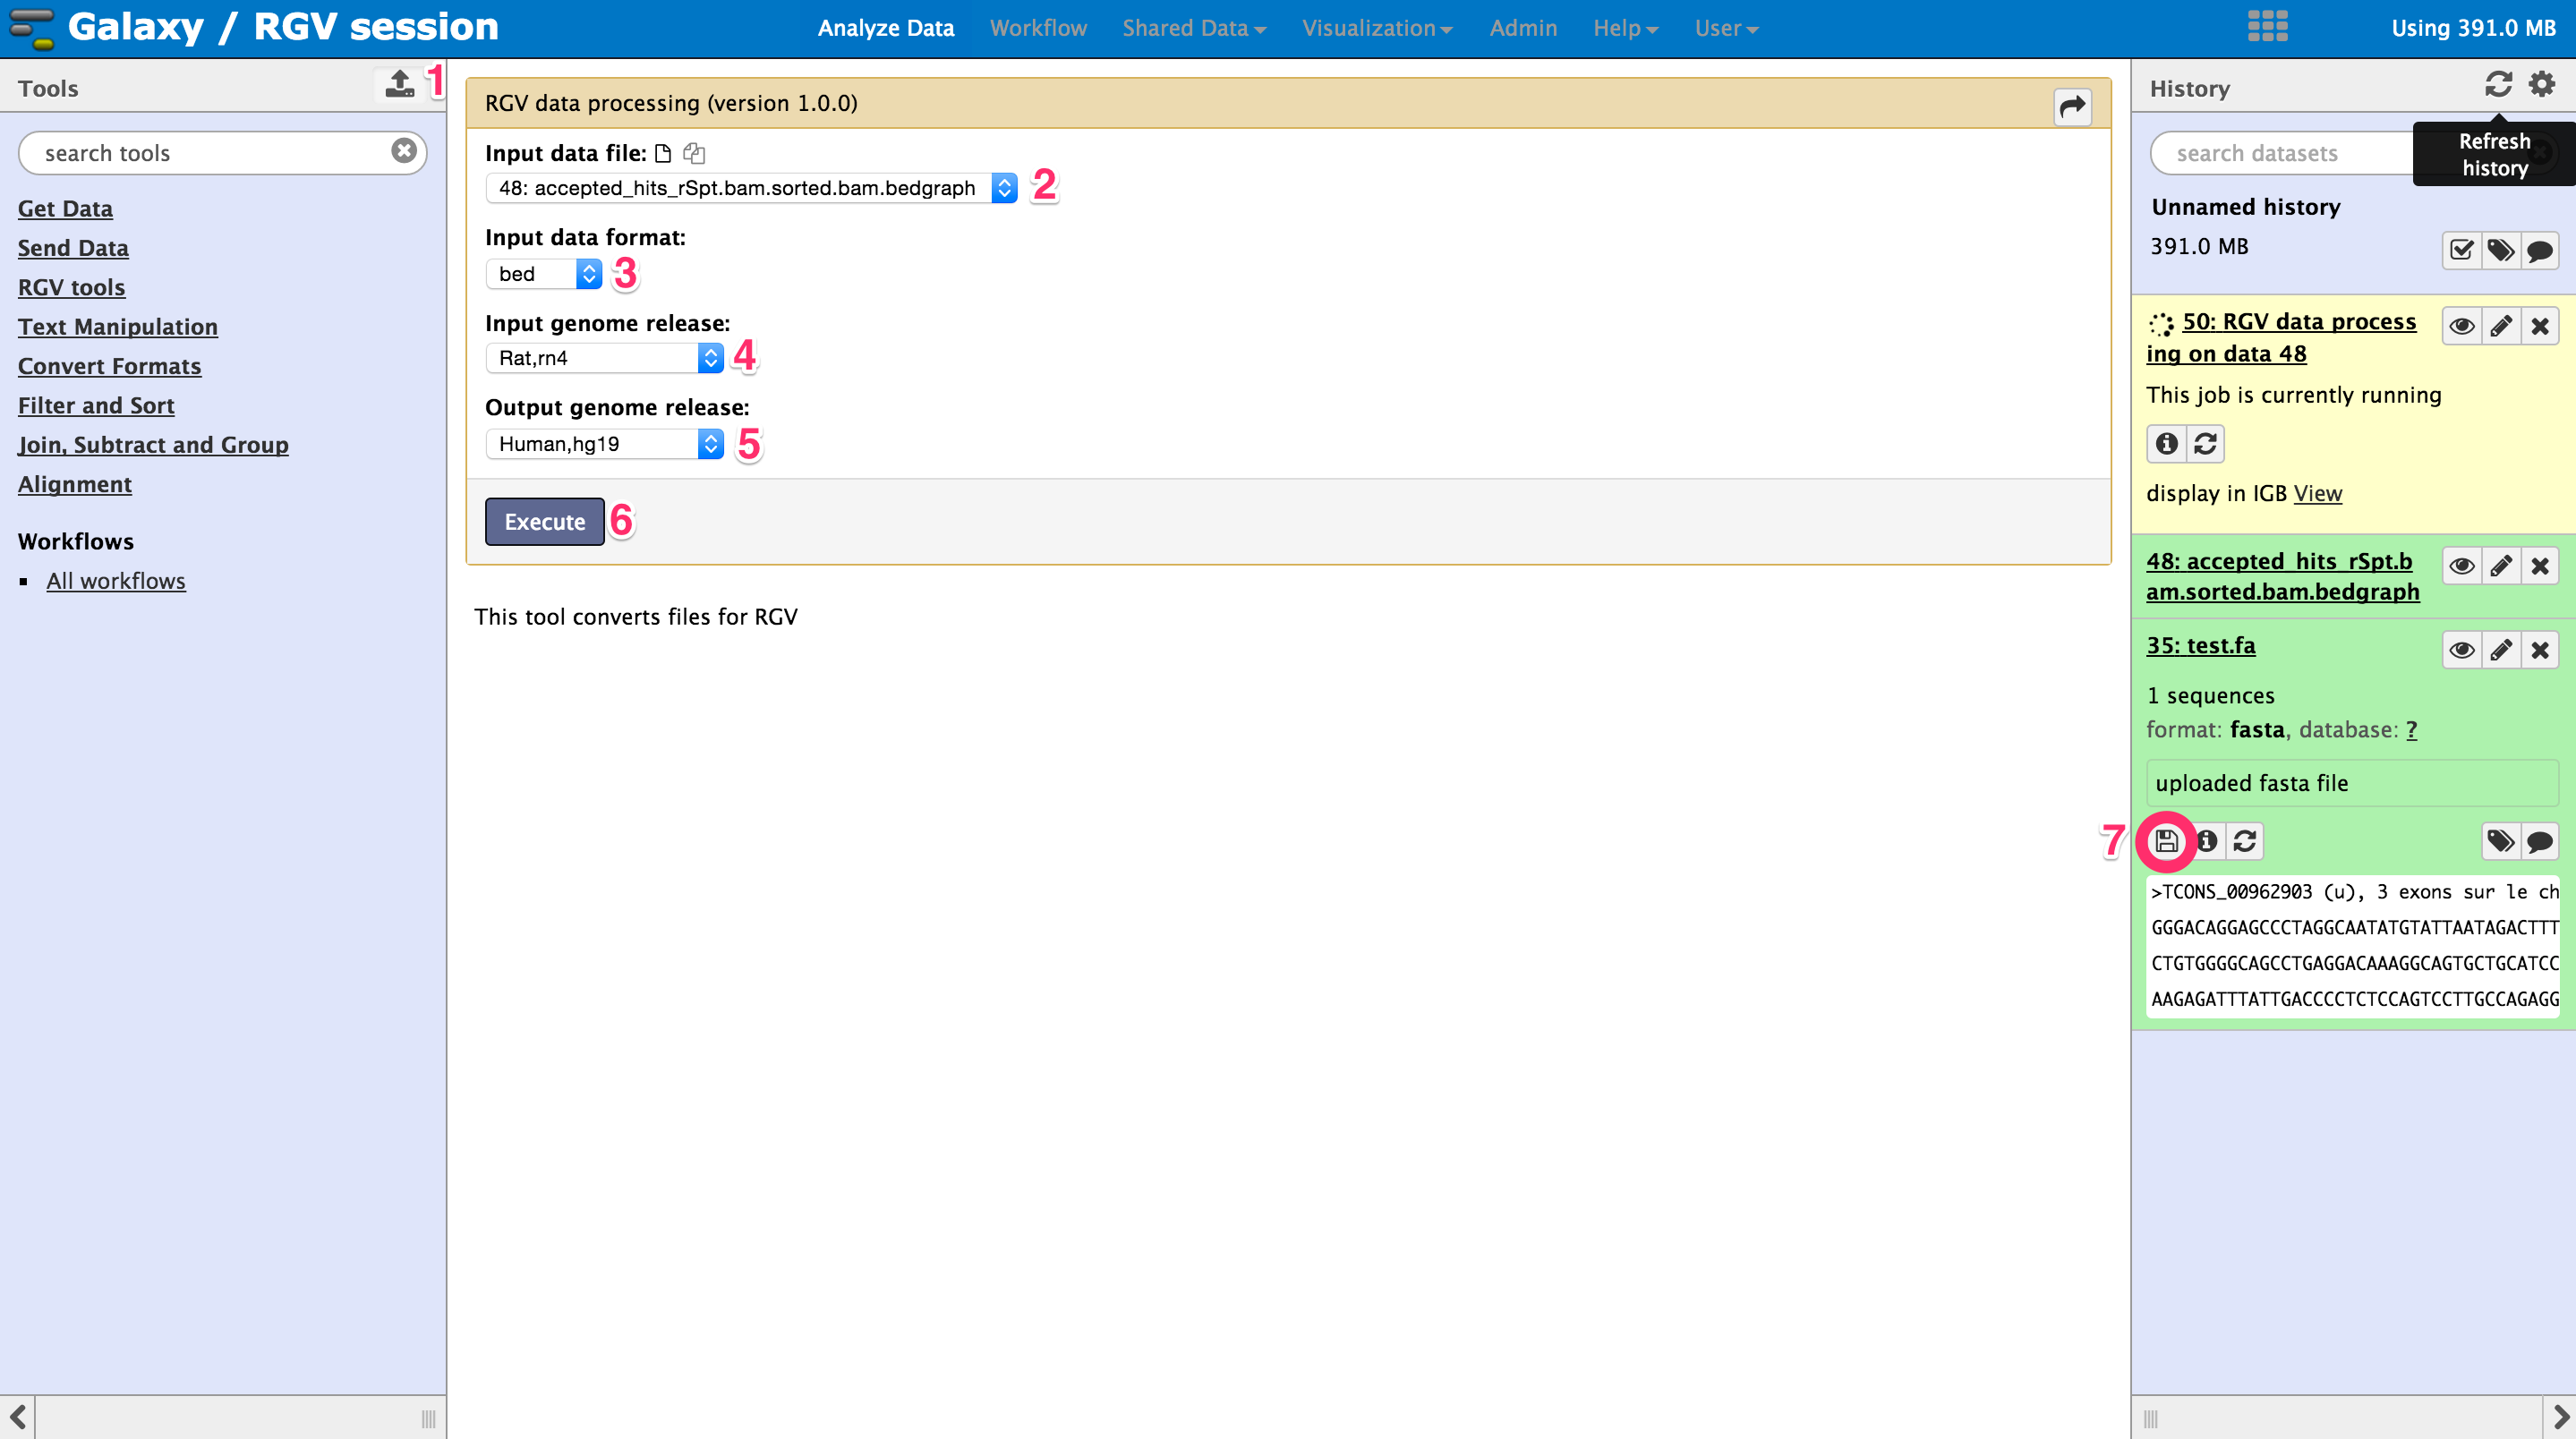 Galaxy / RGV session
Analyze Data
Workflow
Shared Data
Visualization
Admin
Help
User
Using 391.0 MB
Tools
1
search tools
Get Data
Send Data
RGV tools
Text Manipulation
Convert Formats
Filter and Sort
Join, Subtract and Group
Alignment
Workflows
All workflows
RGV data processing (version 1.0.0)
Input data file:
48: accepted_hits_rSpt.bam.sorted.bam.bedgraph
2
Input data format:
bed
3
Input genome release:
Rat,rn4
4
Output genome release:
Human,hg19
5
Execute
6
This tool converts files for RGV
History
search datasets
Refresh
history
Unnamed history
391.0 MB
50: RGV data process
ing on data 48
This job is currently running
display in IGB View
48: accepted_hits_rSpt.b
am.sorted.bam.bedgraph
35: test.fa
1 sequences
format: fasta, database: ?
uploaded fasta file
7
>TCONS_00962903 (u), 3 exons sur le ch
GGGACAGGAGCCCTAGGCAATATGTATTAATAGACTTT
CTGTGGGGCAGCCTGAGGACAAAGGCAGTGCTGCATCC
AAGAGATTTATTGACCCCTCTCCAGTCCTTGCCAGAGG